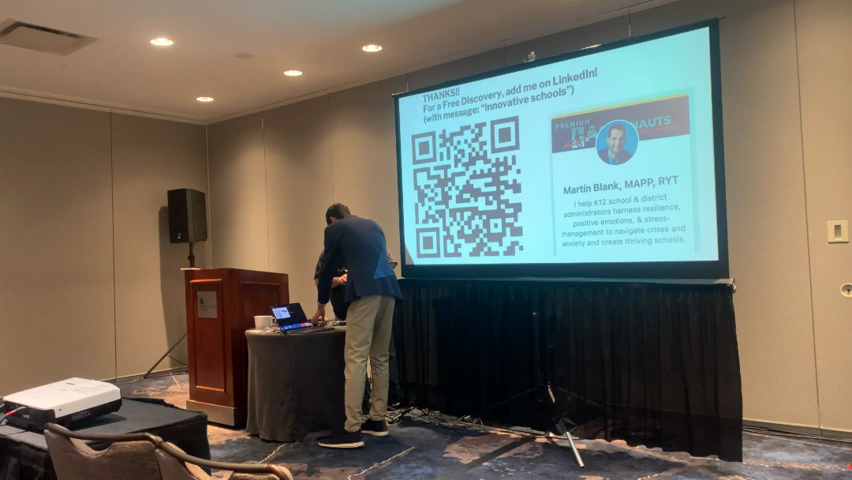 THANKS!!
For a Free Discovery, add me on LinkedIn!
(with message: "innovative schools")
PREMIUM
NAUTS
Martín Blank, MAPP, RYT
I help K12 school & district
administrators harness resilience,
positive emotions, & stress-
management to navigate crises and
anxiety and create thriving schools.